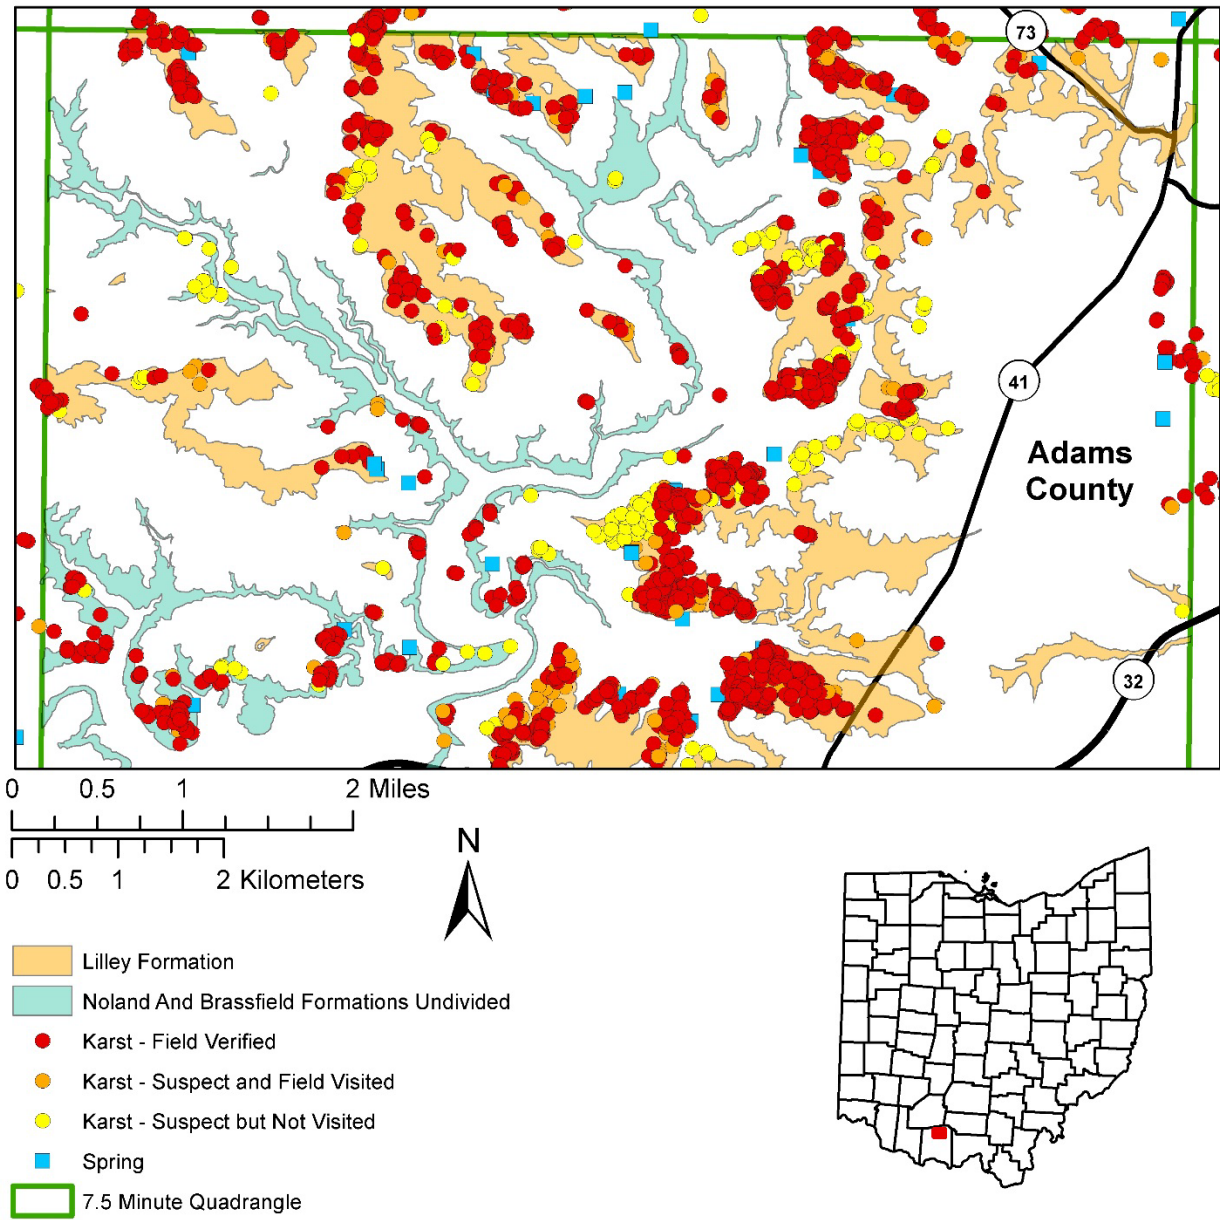 73
41
Adams
County
32
0 0.5 1 2 Miles
0 0.5 1 2 Kilometers
N
Lilley Formation
Noland And Brassfield Formations Undivided
Karst - Field Verified
Karst - Suspect and Field Visited
Karst - Suspect but Not Visited
Spring
7.5 Minute Quadrangle